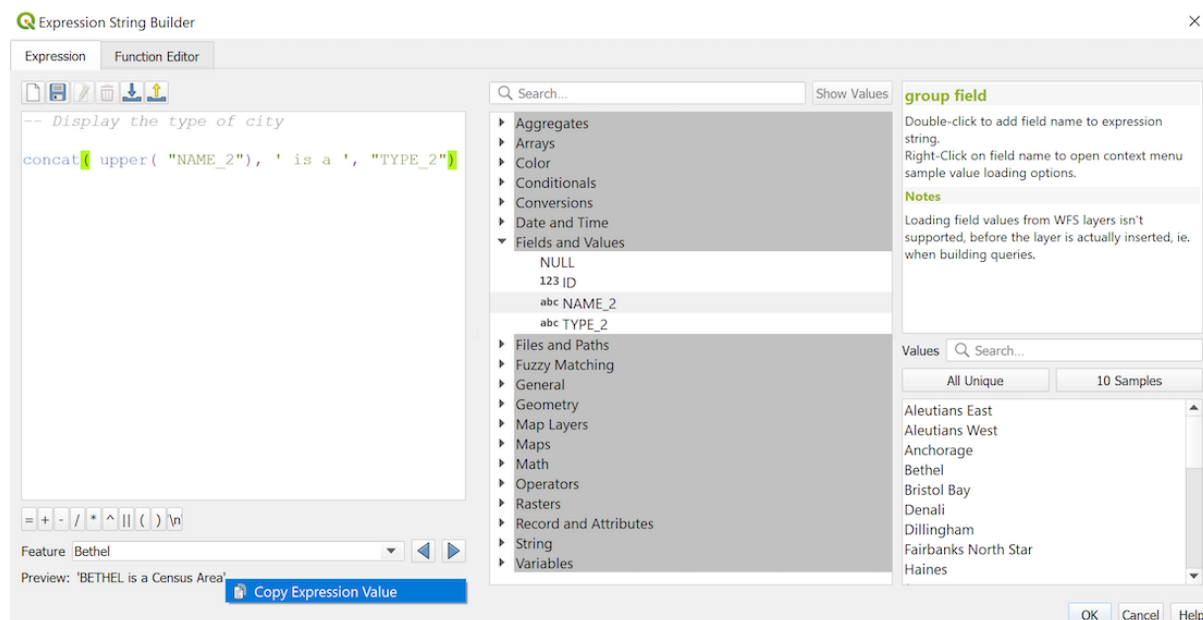 Expression String Builder
Expression
Function Editor
-- Display the type of city
concat( upper( "NAME_2"), ' is a ', "TYPE_2")
= + - / * ^ || ( ) \n
Feature Bethel
Preview: 'BETHEL is a Census Area'
Copy Expression Value
Search...
Show Values
Aggregates
Arrays
Color
Conditionals
Conversions
Date and Time
Fields and Values
NULL
123 ID
abc NAME_2
abc TYPE_2
Files and Paths
Fuzzy Matching
General
Geometry
Map Layers
Maps
Math
Operators
Rasters
Record and Attributes
String
Variables
group field
Double-click to add field name to expression
string.
Right-Click on field name to open context menu
sample value loading options.
Notes
Loading field values from WFS layers isn't
supported, before the layer is actually inserted, ie.
when building queries.
Values Search...
All Unique
10 Samples
Aleutians East
Aleutians West
Anchorage
Bethel
Bristol Bay
Denali
Dillingham
Fairbanks North Star
Haines
OK Cancel Help